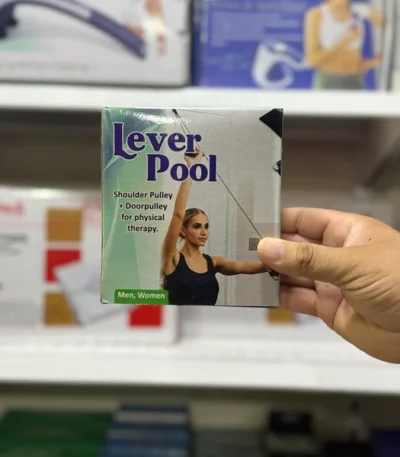 Lever
Pool
Shoulder Pulley
• Doorpulley
for physical
therapy.
Men, Women